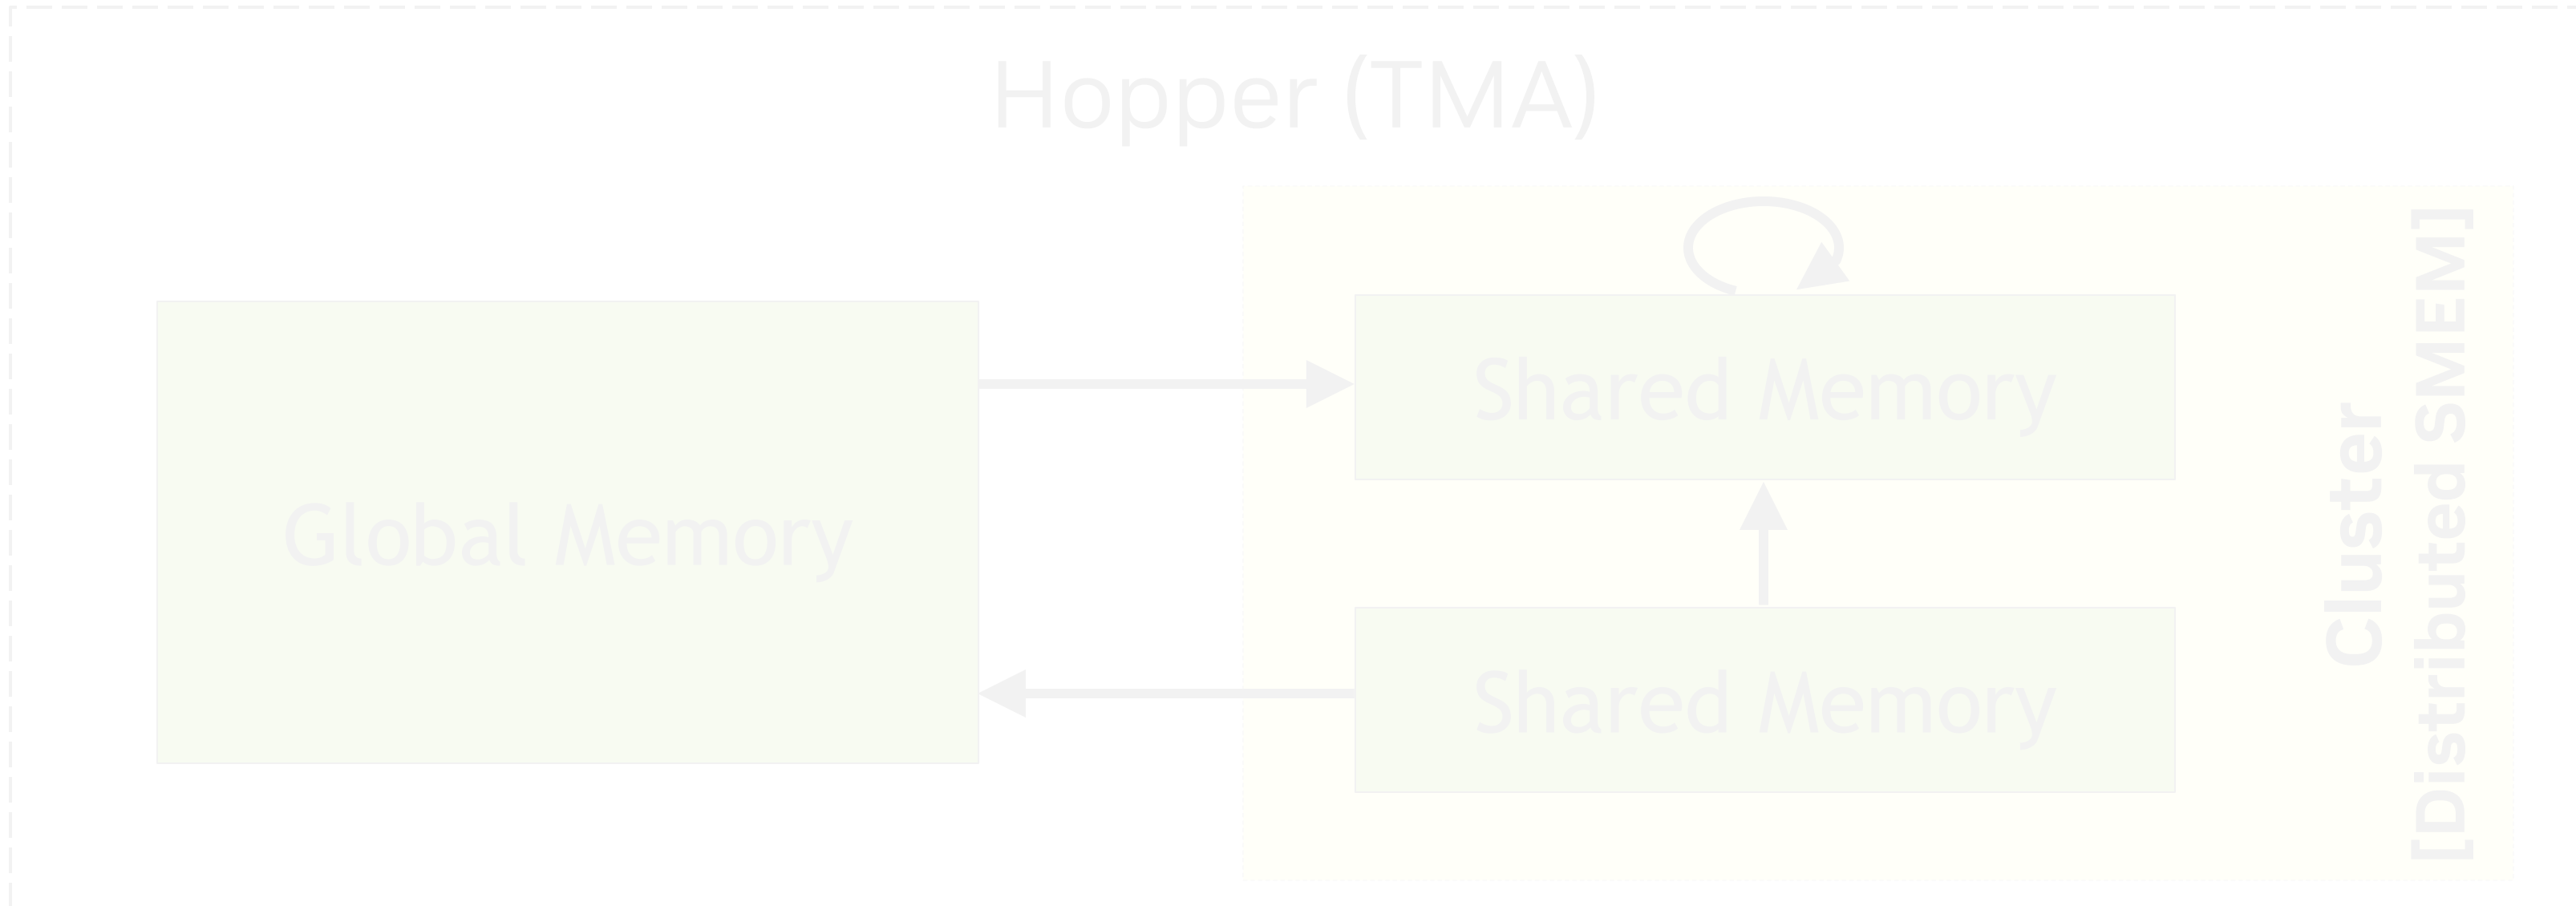 Hopper (TMA)
Global Memory
Shared Memory
Shared Memory
Cluster
[Distributed SMEM]